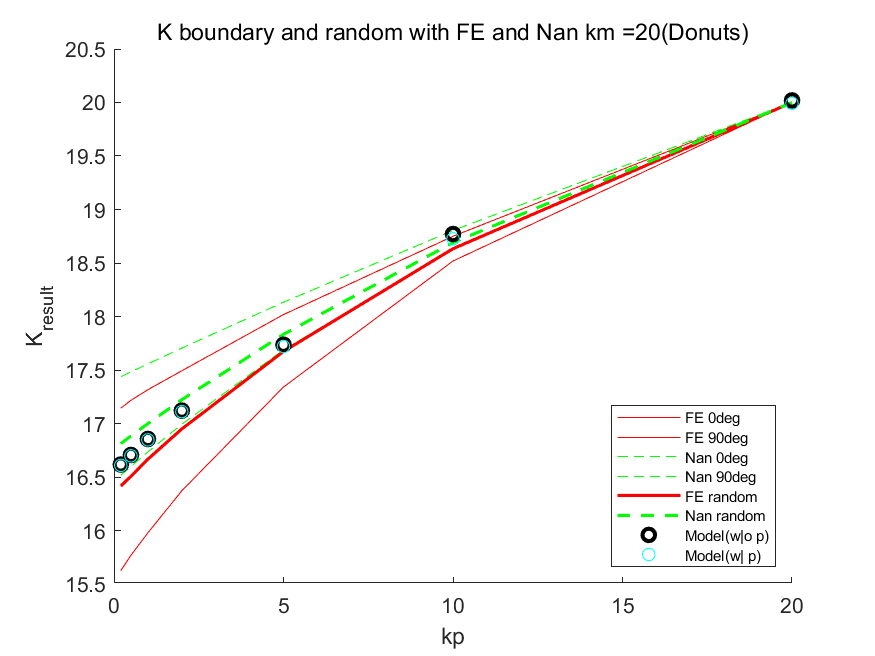 K boundary and random with FE and Nan km =20(Donuts)
20.5
20
19.5
19
18.5
18
17.5
17
16.5
16
15.5
K_result
0
5
10
15
20
kp
FE 0deg
FE 90deg
Nan 0deg
Nan 90deg
FE random
Nan random
Model(w|o p)
Model(w| p)